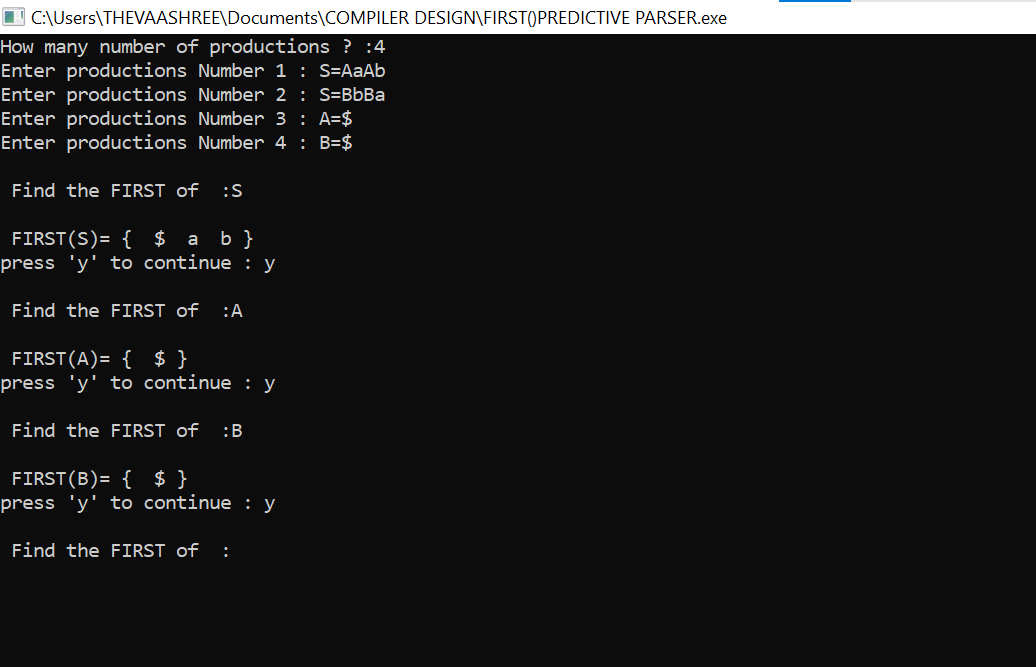 C:\Users\THEVAASHREE\Documents\COMPILER DESIGN\FIRST()PREDICTIVE PARSER.exe
How many number of productions ? :4
Enter productions Number 1 : S=AaAb
Enter productions Number 2 : S=BbBa
Enter productions Number 3 : A=$
Enter productions Number 4 : B=$
Find the FIRST of  :S
FIRST(S)= {  $  a  b }
press 'y' to continue : y
Find the FIRST of  :A
FIRST(A)= {  $ }
press 'y' to continue : y
Find the FIRST of  :B
FIRST(B)= {  $ }
press 'y' to continue : y
Find the FIRST of  :